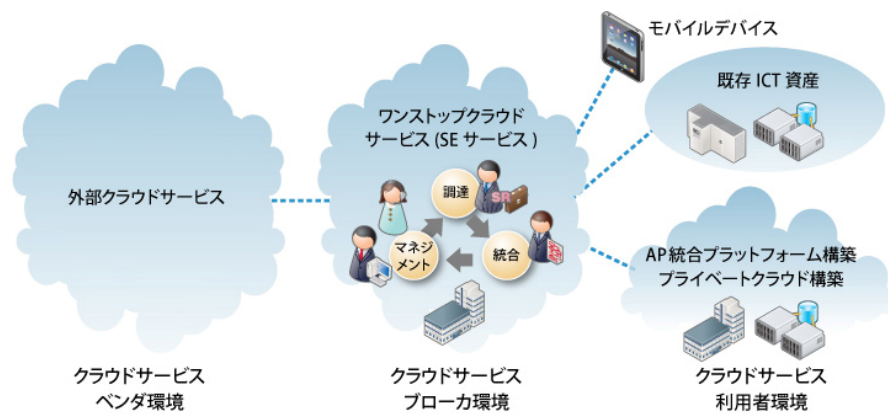 モバイルデバイス
既存 ICT 資産
ワンストップクラウド
サービス (SE サービス )
外部クラウドサービス
調達
SR
マネジ
メント
統合
AP 統合プラットフォーム構築
プライベートクラウド構築
クラウドサービス
ベンダ環境
クラウドサービス
ブローカ環境
クラウドサービス
利用者環境